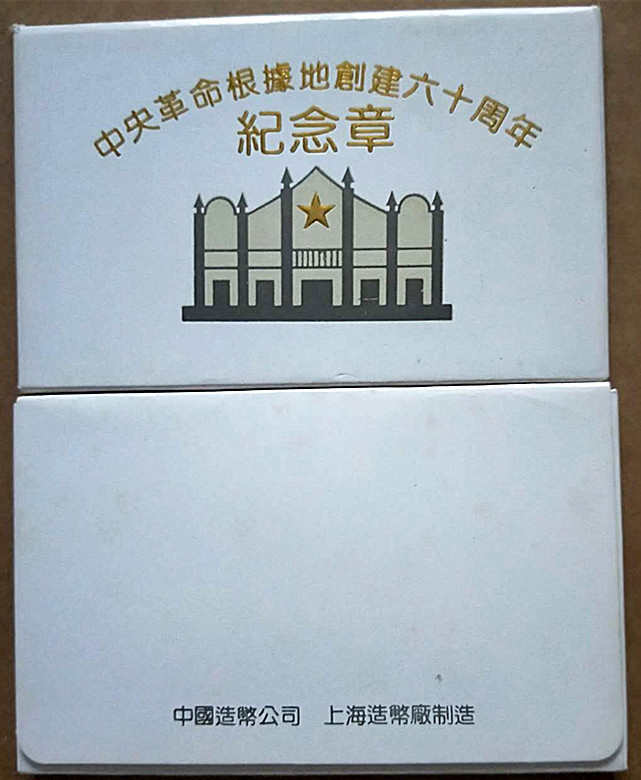 中央革命根據地創建六十周年
紀念章
中國造幣公司　上海造幣廠制造